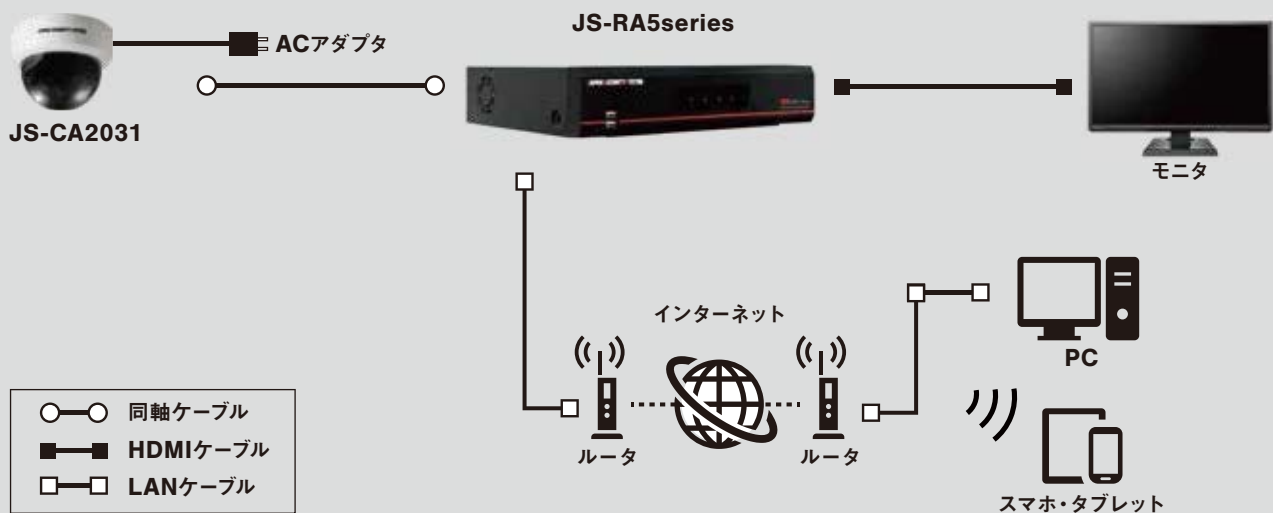 JS-RA5series
ACアダプタ
JS-CA2031
モニタ
インターネット
PC
ルータ
ルータ
スマホ・タブレット
同軸ケーブル
HDMIケーブル
LANケーブル